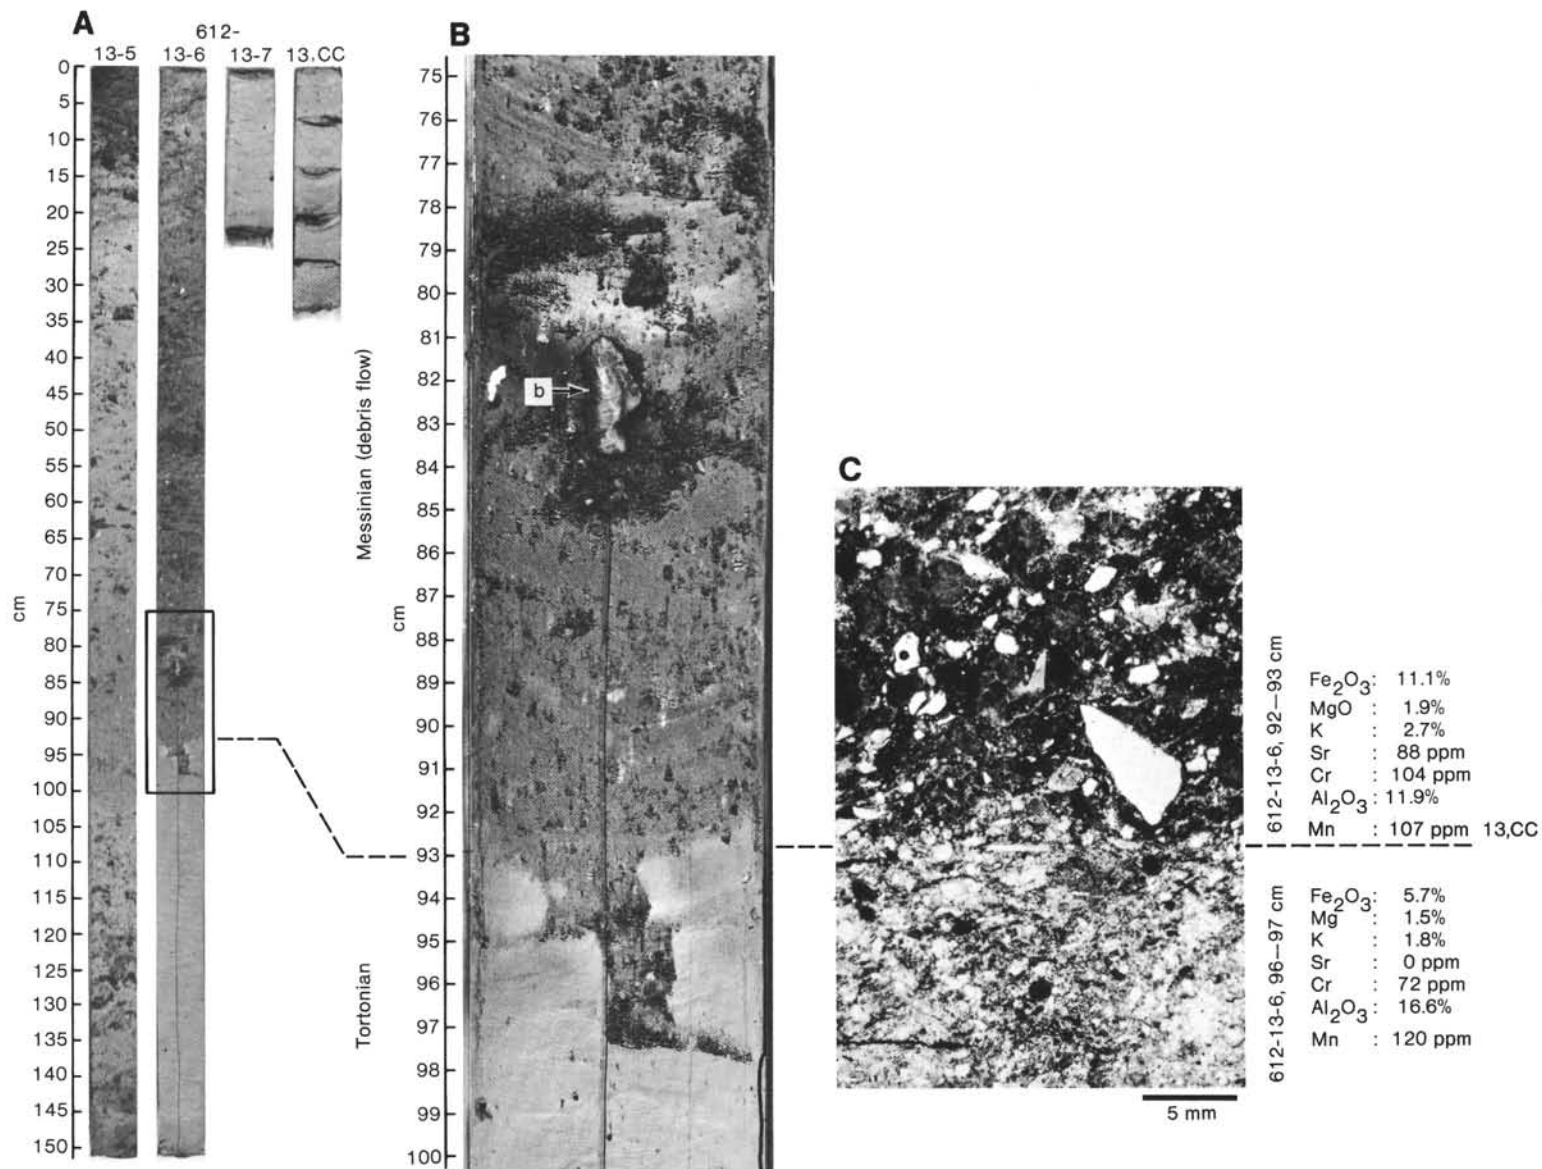 A
612-
13-5 13-6 13-7 13,CC
0
5
10
15
20
25
30
35
40
45
50
55
60
65
70
75
80
85
90
95
100
105
110
115
120
125
130
135
140
145
150
cm
B
75
76
77
78
79
80
81
82
83
84
85
86
87
88
89
90
91
92
93
94
95
96
97
98
99
100
cm
Messinian (debris flow)
Tortonian
b
C
5 mm
612-13-6, 92—93 cm
Fe2O3: 11.1%
MgO : 1.9%
K : 2.7%
Sr : 88 ppm
Cr : 104 ppm
Al2O3 : 11.9%
Mn : 107 ppm 13,CC
612-13-6, 96—97 cm
Fe2O3: 5.7%
Mg : 1.5%
K : 1.8%
Sr : 0 ppm
Cr : 72 ppm
Al2O3 : 16.6%
Mn : 120 ppm